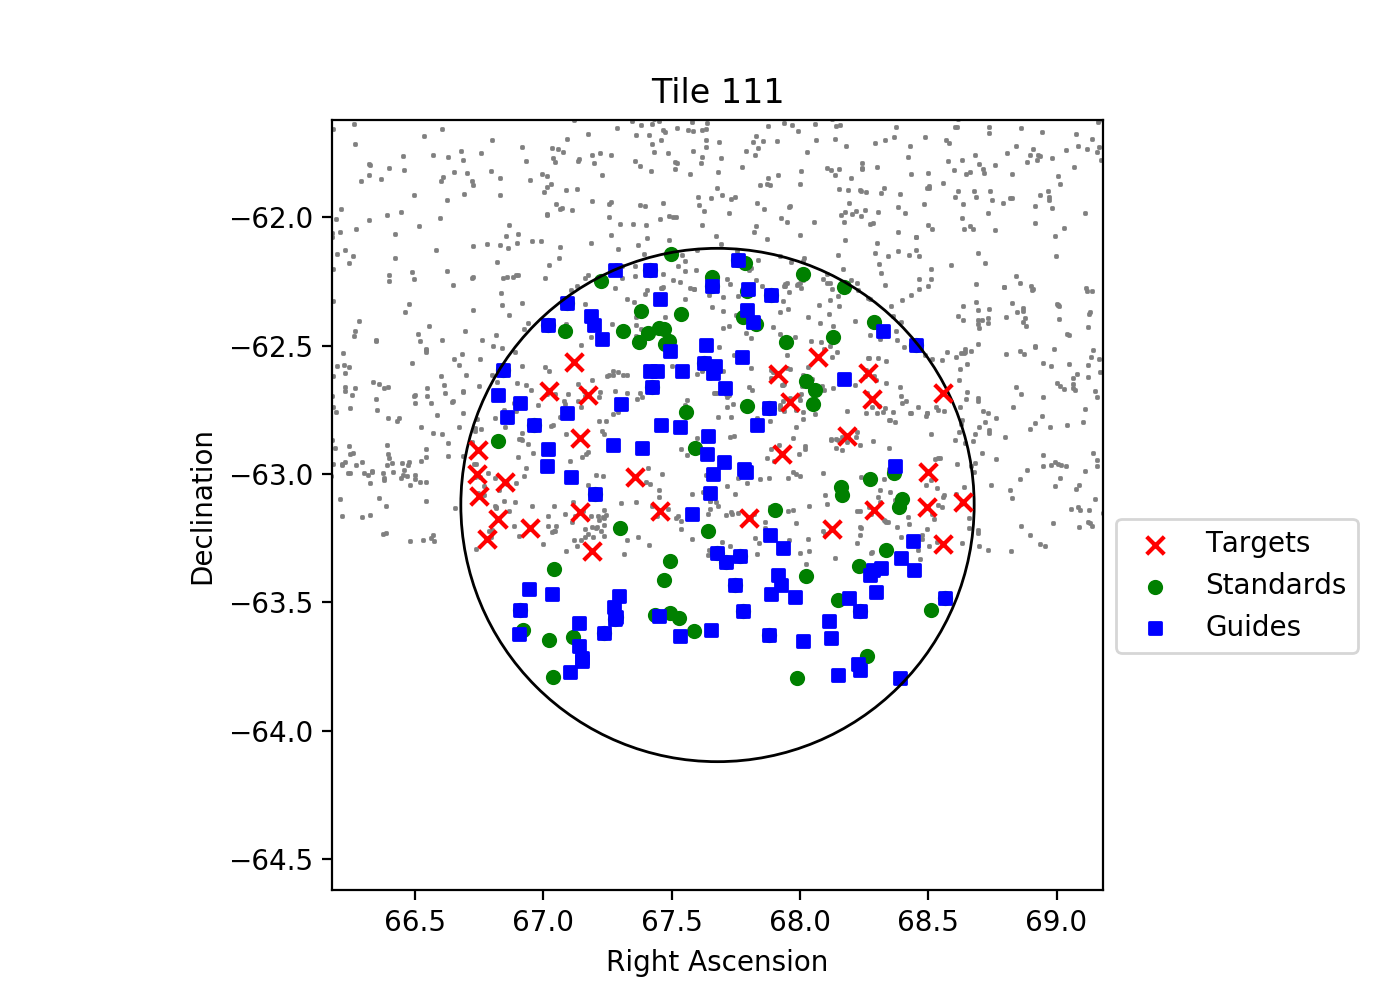 Tile 111
−62.0
−62.5
−63.0
−63.5
−64.0
−64.5
Declination
66.5 67.0 67.5 68.0 68.5 69.0
Right Ascension
Targets
Standards
Guides